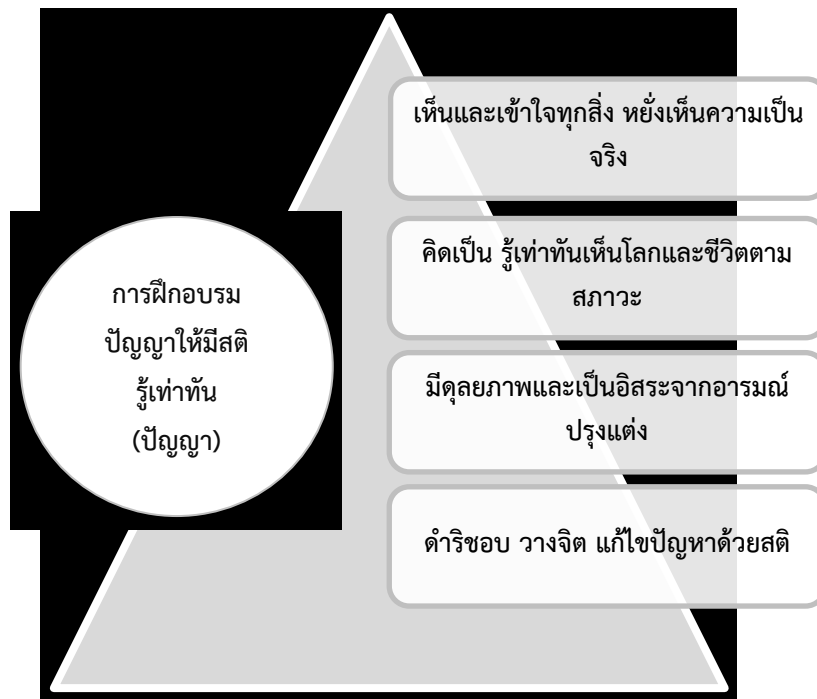 การฝึกอบรม
ปัญญาให้มีสติ
รู้เท่าทัน
(ปัญญา)
เห็นและเข้าใจทุกสิ่ง หยั่งเห็นความเป็น
จริง
คิดเป็น รู้เท่าทันเห็นโลกและชีวิตตาม
สภาวะ
มีดุลยภาพและเป็นอิสระจากอารมณ์
ปรุงแต่ง
ดำริชอบ วางจิต แก้ไขปัญหาด้วยสติ